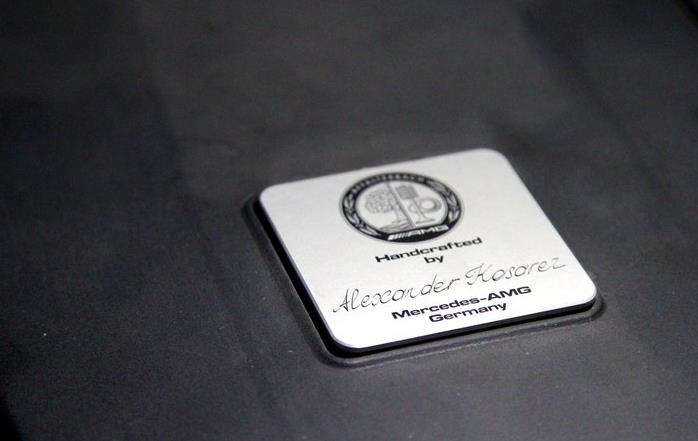 AMG
Handcrafted
by
Alexander Kosarez
Mercedes-AMG
Germany